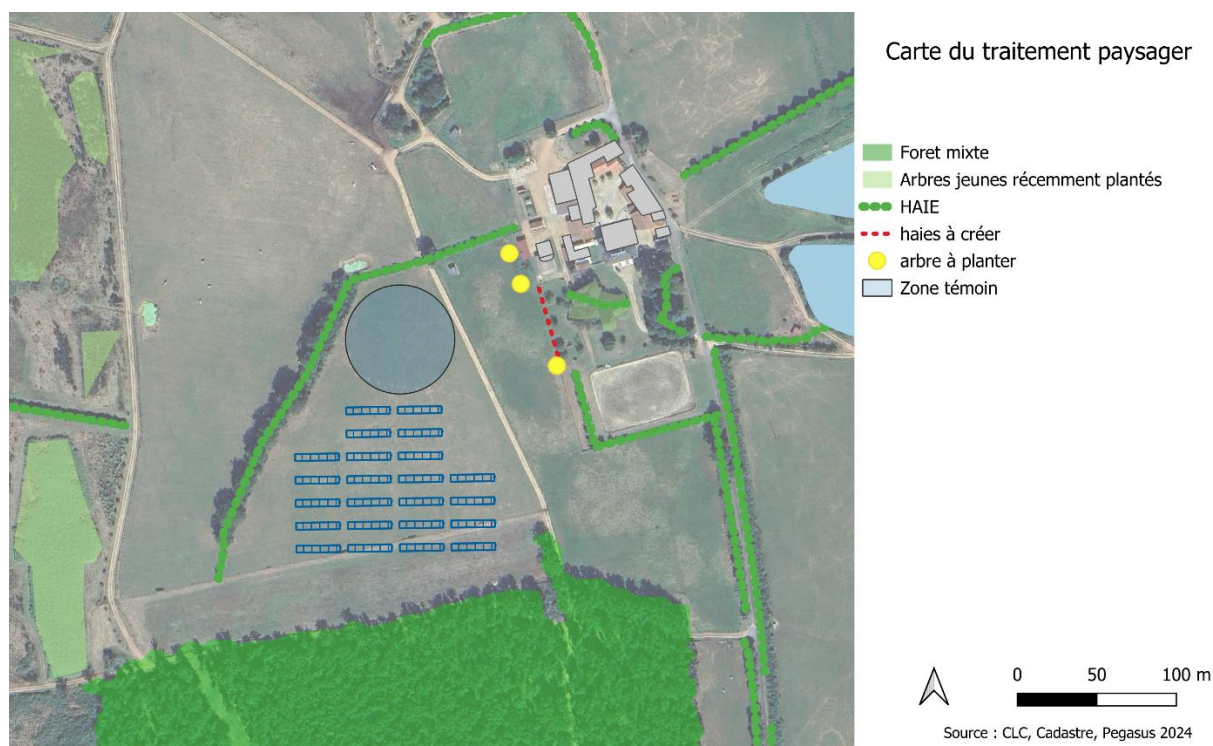 Carte du traitement paysager
Foret mixte
Arbres jeunes récemment plantés
HAIE
haies à créer
arbre à planter
Zone témoin
0 50 100 m
Source : CLC, Cadastre, Pegasus 2024